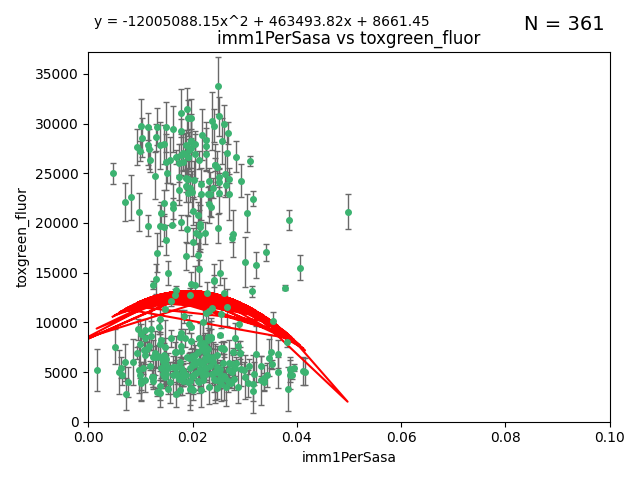 y = -12005088.15x^2 + 463493.82x + 8661.45
N = 361
imm1PerSasa vs toxgreen_fluor
35000
30000
25000
20000
15000
10000
5000
0
toxgreen_fluor
0.00 0.02 0.04 0.06 0.08 0.10
imm1PerSasa